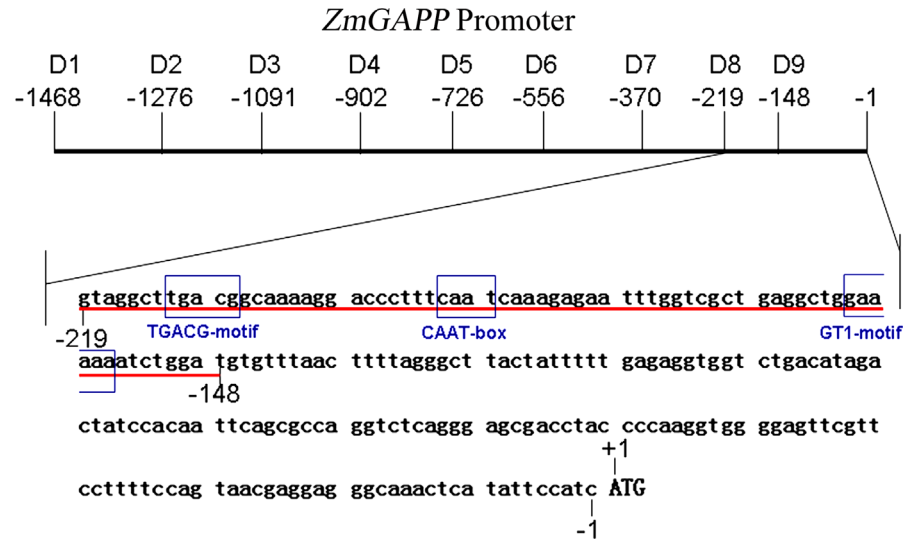 ZmGAPP Promoter
D1 D2 D3 D4 D5 D6 D7 D8 D9
-1468 -1276 -1091 -902 -726 -556 -370 -219 -148 -1
gtaggcttga cggcaaaagg accctttcaa tcaaagagaa tttggtcgct gaggctggaa
TGACG-motif CAAT-box GT1-motif
-219
aaaatctgga tgtgtttaac ttttagggct tactattttt gagaggtggt ctgacataga
-148
ctatccacaa ttcagcgcca ggtctcaggg agcgacctac cccaaggtgg ggagttcgtt
+1
ccttttccag taacgaggag ggcaaactca tattccatc ATG
-1